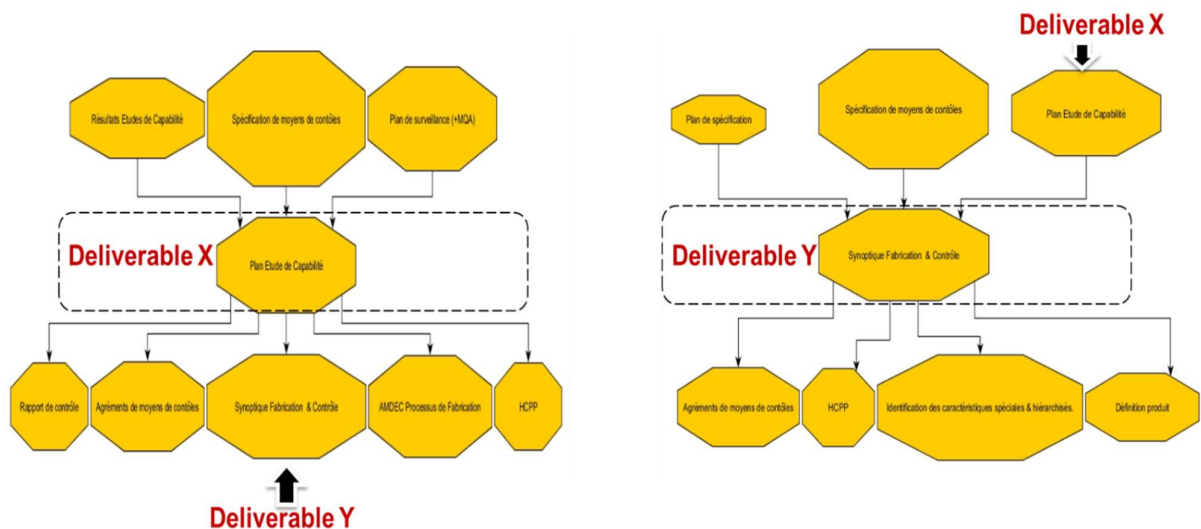 Résultats Etudes de Capabilité
Spécification de moyens de contôles
Plan de surveillance (+MQA)
Deliverable X
Plan Etude de Capabilité
Rapport de contrôle
Agréments de moyens de contôles
Synoptique Fabrication & Contrôle
AMDEC Processus de Fabrication
HCPP
Deliverable Y
Deliverable X
Plan de spécification
Spécification de moyens de contôles
Plan Etude de Capabilité
Deliverable Y
Synoptique Fabrication & Contrôle
Agréments de moyens de contôles
HCPP
Identification des caractéristiques spéciales & hiérarchisés.
Définition produit